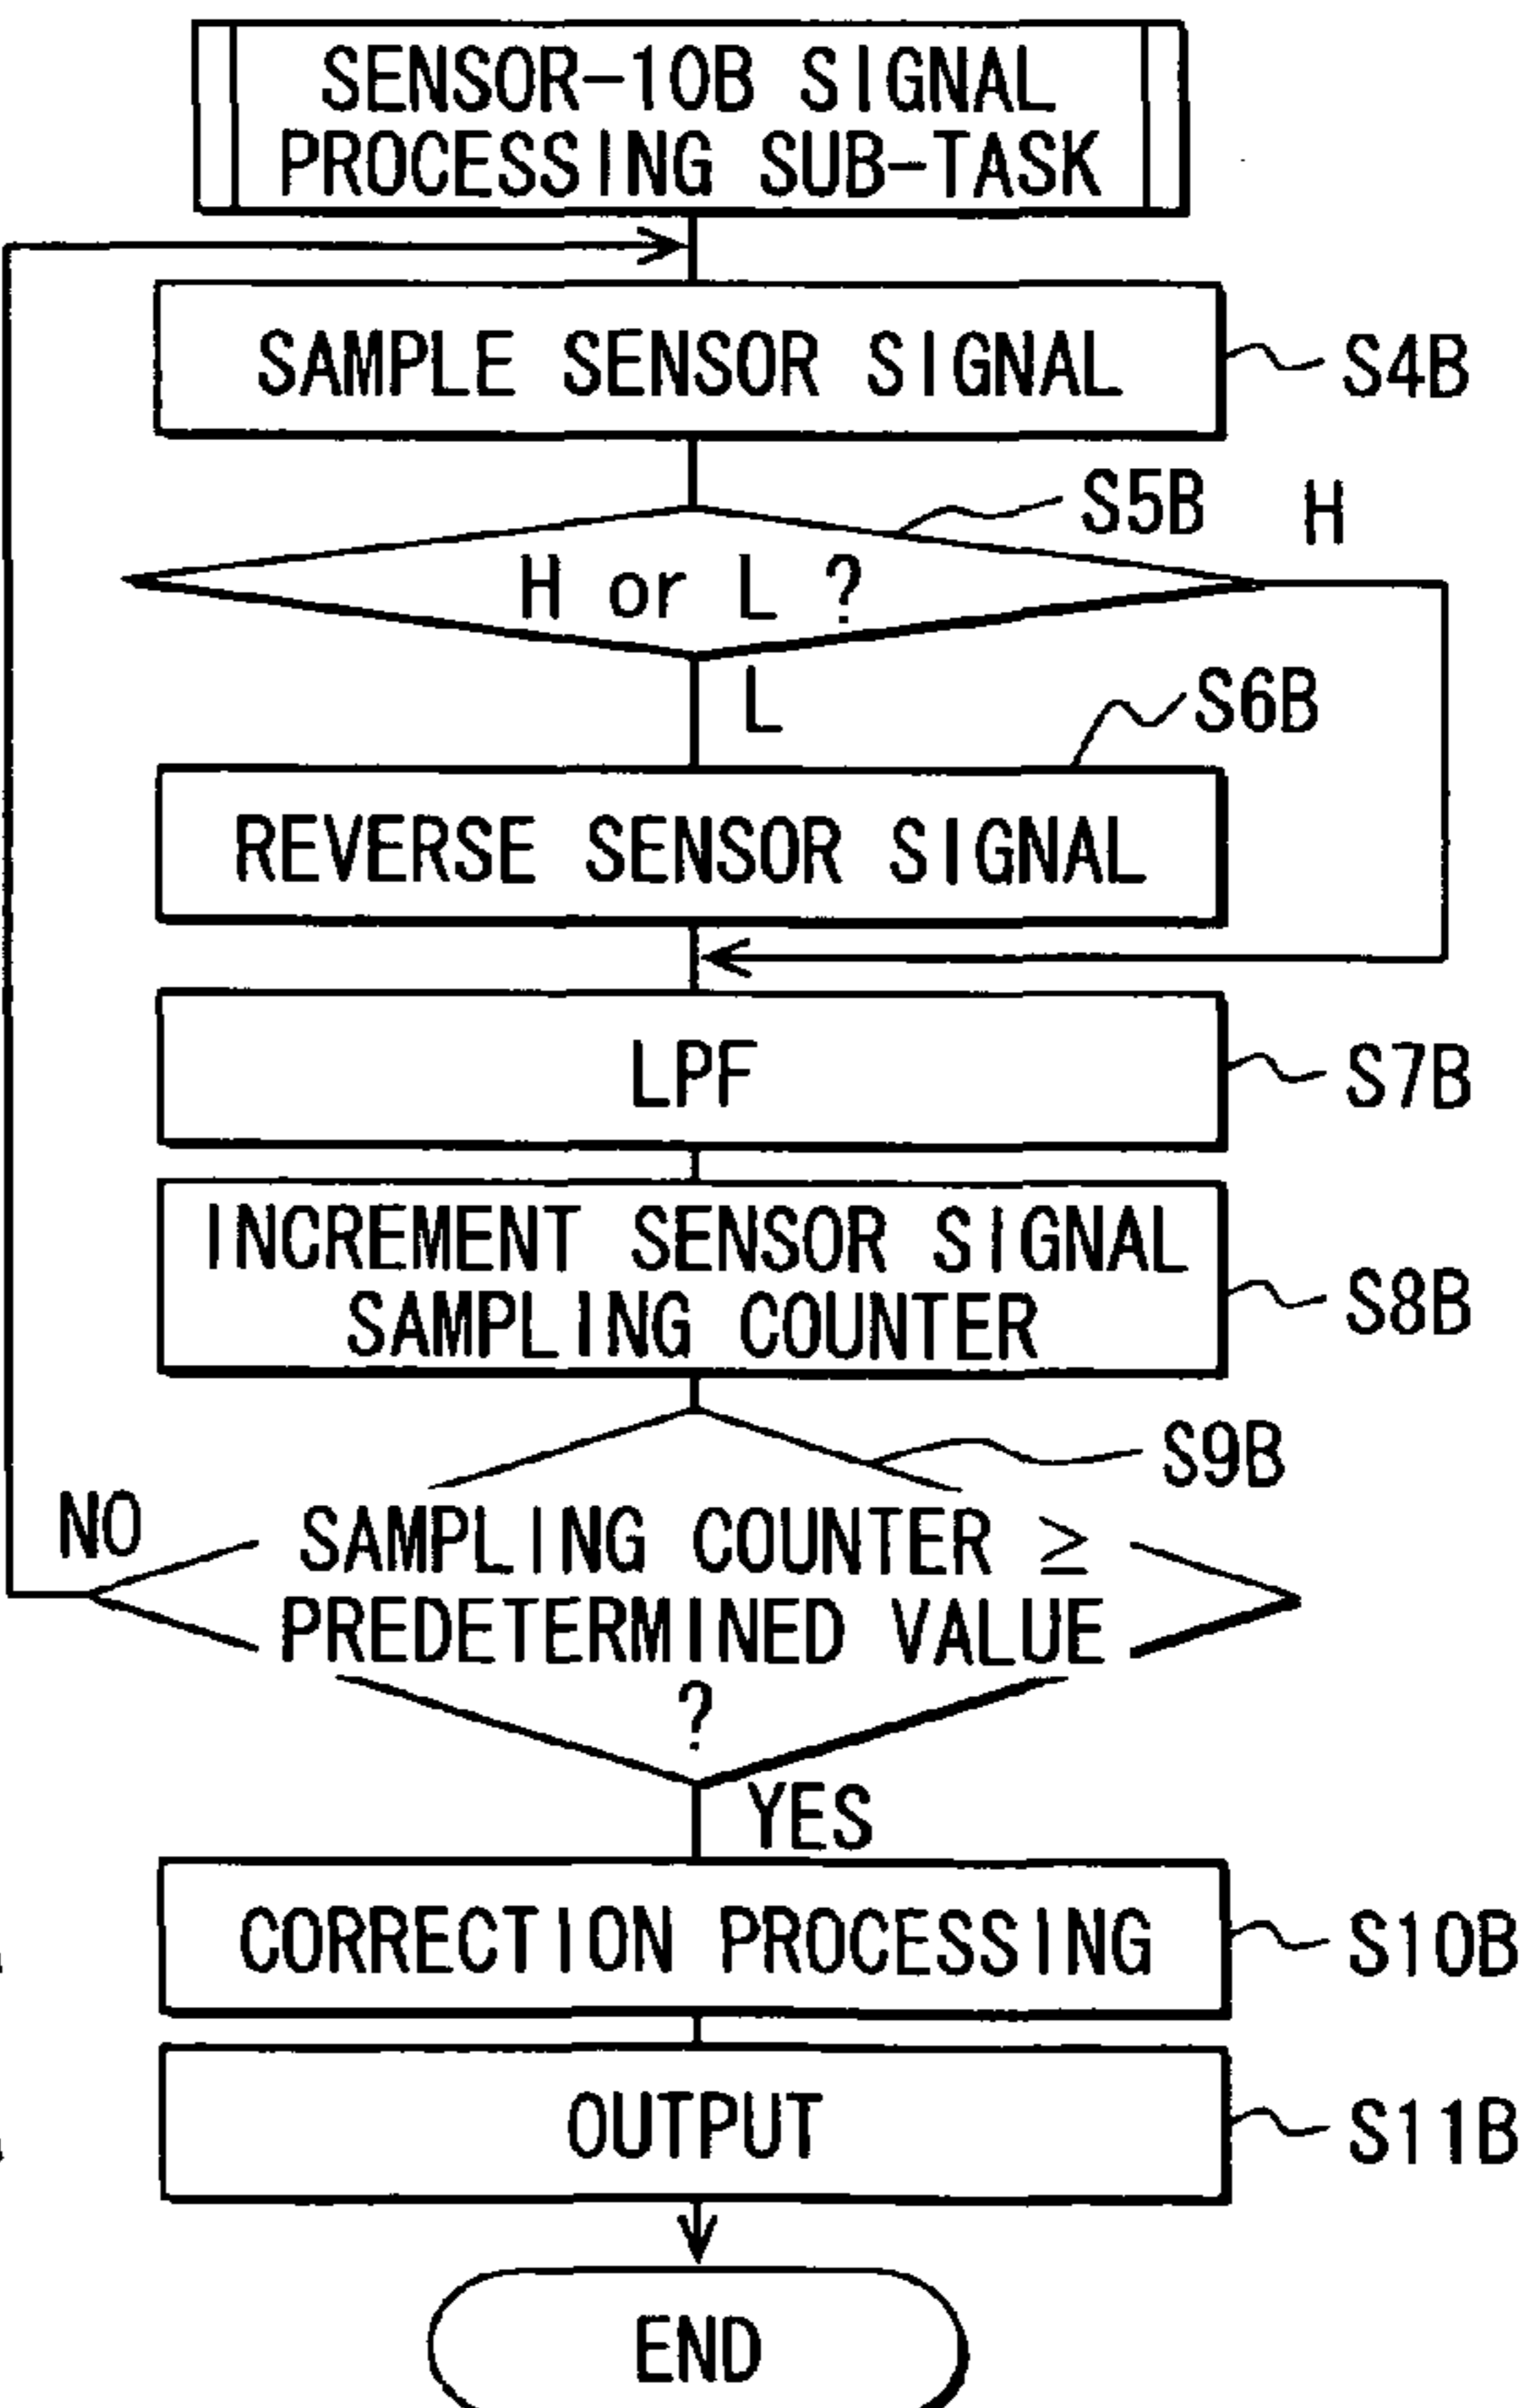 SENSOR-10B SIGNAL
PROCESSING SUB-TASK
SAMPLE SENSOR SIGNAL
S4B
S5B
H
H or L ?
L
S6B
REVERSE SENSOR SIGNAL
LPF
S7B
INCREMENT SENSOR SIGNAL
SAMPLING COUNTER
S8B
S9B
NO
SAMPLING COUNTER ≥
PREDETERMINED VALUE
?
YES
CORRECTION PROCESSING
S10B
OUTPUT
S11B
END